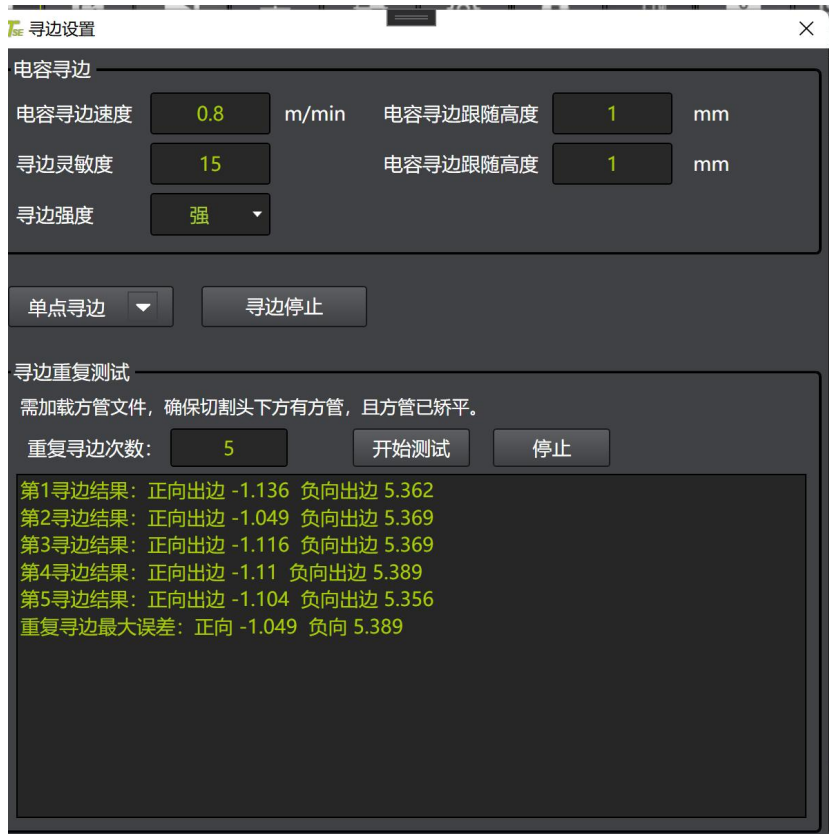 TSE 寻边设置
电容寻边
电容寻边速度 0.8 m/min 电容寻边跟随高度 1 mm
寻边灵敏度 15 电容寻边跟随高度 1 mm
寻边强度 强
单点寻边 寻边停止
寻边重复测试
需加载方管文件，确保切割头下方有方管，且方管已矫平。
重复寻边次数： 5 开始测试 停止
第1寻边结果：正向出边 -1.136 负向出边 5.362
第2寻边结果：正向出边 -1.049 负向出边 5.369
第3寻边结果：正向出边 -1.116 负向出边 5.369
第4寻边结果：正向出边 -1.11 负向出边 5.389
第5寻边结果：正向出边 -1.104 负向出边 5.356
重复寻边最大误差：正向 -1.049 负向 5.389